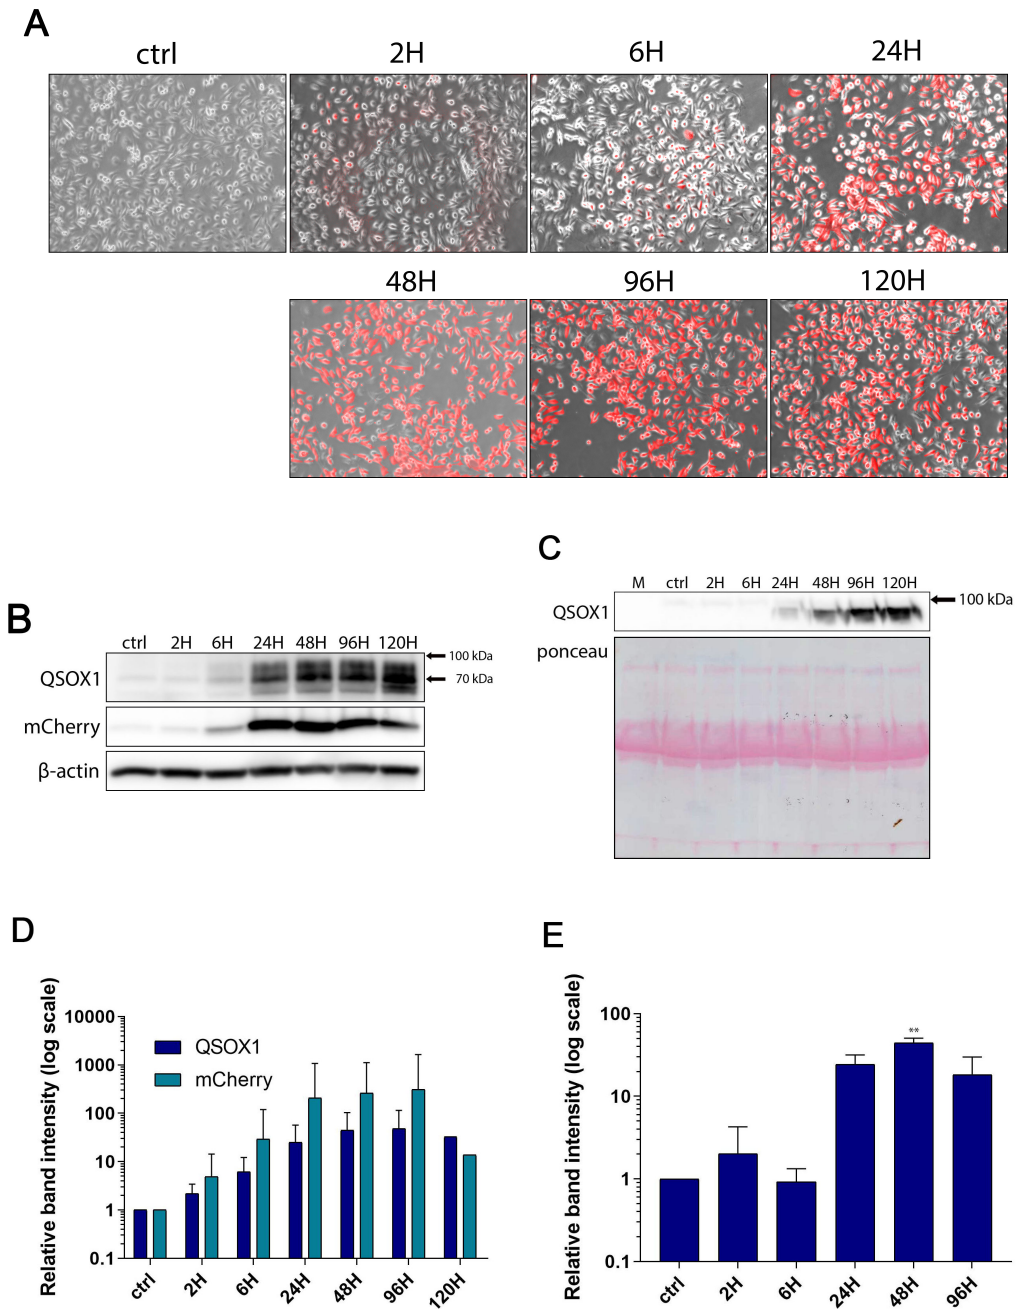 A
ctrl 2H 6H 24H
48H 96H 120H
B
ctrl 2H 6H 24H 48H 96H 120H
100 kDa
QSOX1
70 kDa
mCherry
β-actin
C
M ctrl 2H 6H 24H 48H 96H 120H
QSOX1
100 kDa
ponceau
D
Relative band intensity (log scale)
10000
1000
100
10
1
0.1
QSOX1
mCherry
ctrl 2H 6H 24H 48H 96H 120H
E
Relative band intensity (log scale)
100
10
1
0.1
**
ctrl 2H 6H 24H 48H 96H